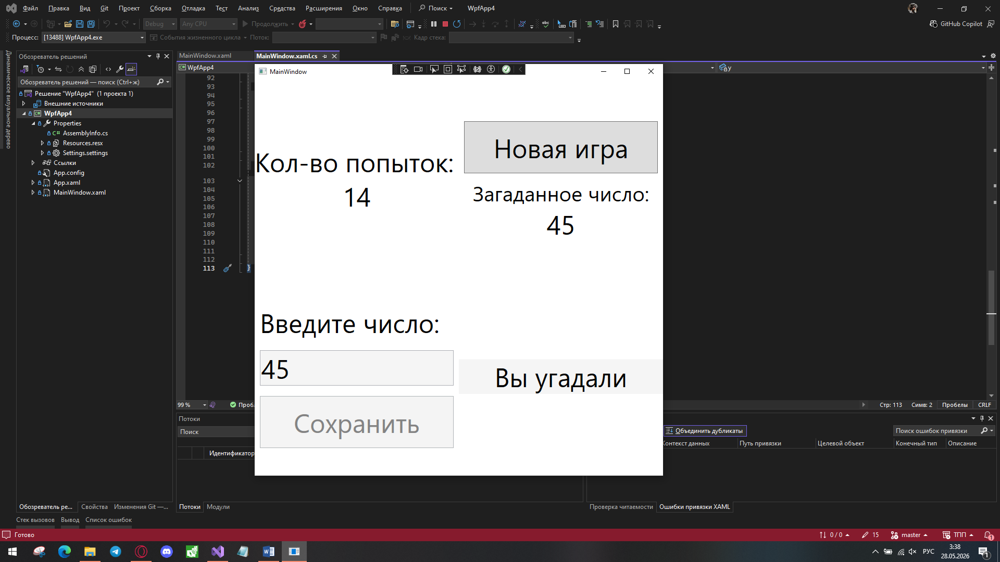 Файл Правка Вид Git Проект Сборка Отладка Тест Анализ Средства Расширения Окно Справка Поиск WpfApp4
Debug Any CPU Продолжить GitHub Copilot
Процесс: [13488] WpfApp4.exe События жизненного цикла Поток: Кадр стека:
Динамическое визуальное дерево
Обозреватель решений
Обозреватель решений — поиск (Ctrl+ж)
Решение "WpfApp4" (1 проекта 1)
Внешние источники
WpfApp4
Properties
AssemblyInfo.cs
Resources.resx
Settings.settings
Ссылки
App.config
App.xaml
MainWindow.xaml
MainWindow.xaml MainWindow.xaml.cs
WpfApp4 y
92
93
94
95
96
97
98
99
100
101
102
103
104
105
106
107
108
109
110
111
112
113 }
MainWindow
Новая игра
Кол-во попыток:
14
Загаданное число:
45
Введите число:
45
Вы угадали
Сохранить
99 % Проб Стр: 113 Симв: 2 Пробелы CRLF
Потоки
Поиск
Идентификатор
Объединить дубликаты Поиск ошибок привязки
Контекст данных Путь привязки Целевой объект Конечный тип Описание
Обозреватель ре... Свойства Изменения Git —...
Потоки Модули
Проверка читаемости Ошибки привязки XAML
Стек вызовов Вывод Список ошибок
Готово 0 / 0 15 master ТПП 1
РУС 3:38
28.05.2026 1